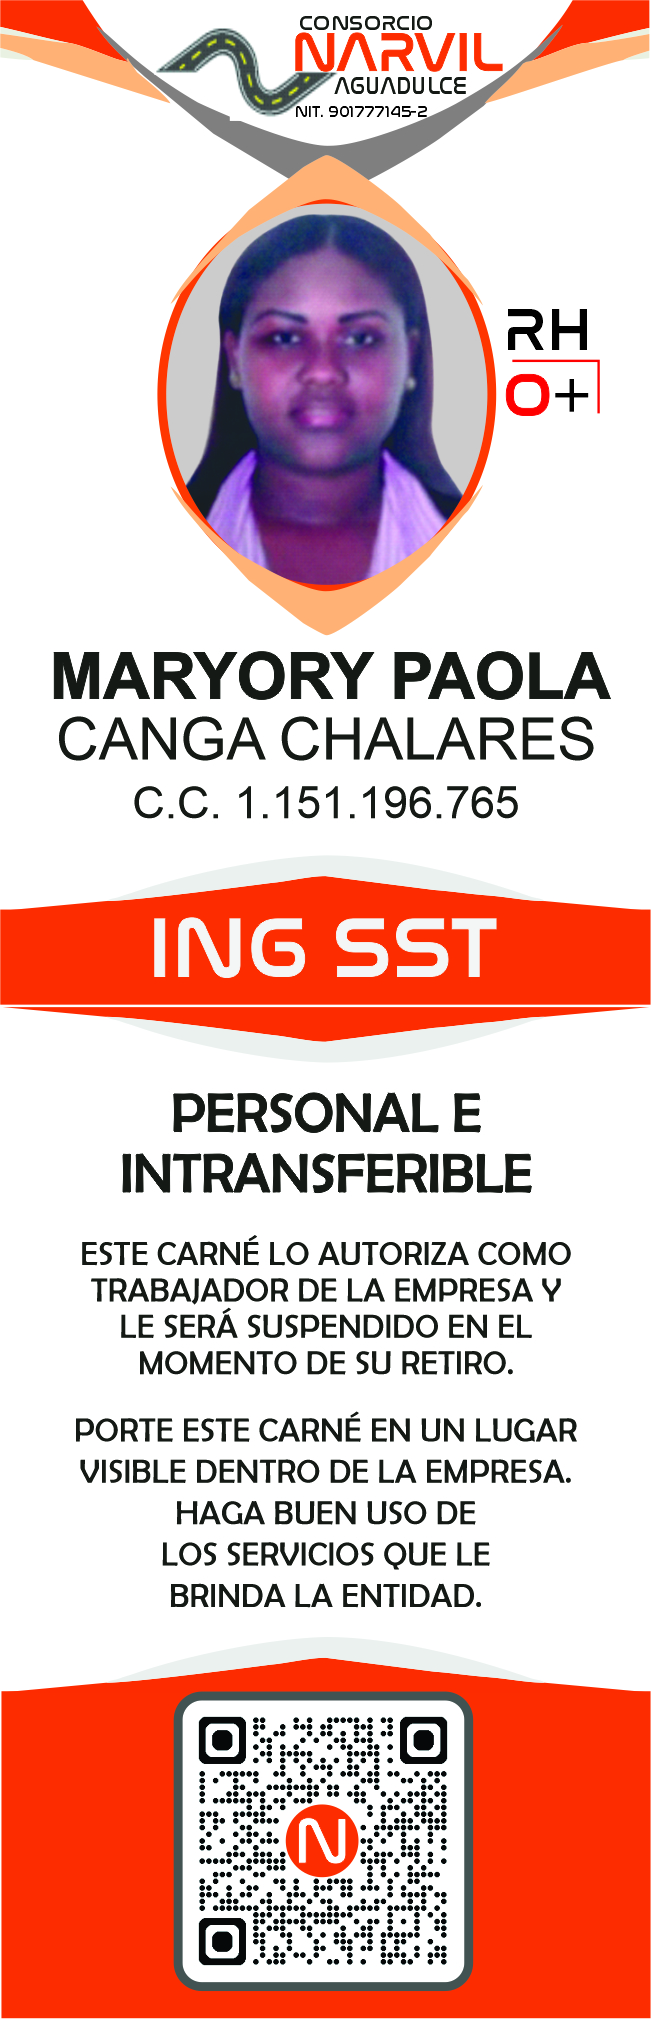 CONSORCIO
NARVIL
AGUADULCE
NIT. 901777145-2
RH
O+
MARYORY PAOLA
CANGA CHALARES
C.C. 1.151.196.765
ING SST
PERSONAL E
INTRANSFERIBLE
ESTE CARNÉ LO AUTORIZA COMO
TRABAJADOR DE LA EMPRESA Y
LE SERÁ SUSPENDIDO EN EL
MOMENTO DE SU RETIRO.
PORTE ESTE CARNÉ EN UN LUGAR
VISIBLE DENTRO DE LA EMPRESA.
HAGA BUEN USO DE
LOS SERVICIOS QUE LE
BRINDA LA ENTIDAD.
N